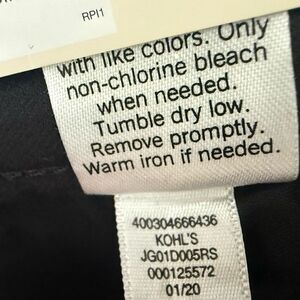 RPI1
with like colors. Only
non-chlorine bleach
when needed.
Tumble dry low.
Remove promptly.
Warm iron if needed.
400304666436
KOHL'S
JG01D005RS
000125572
01/20